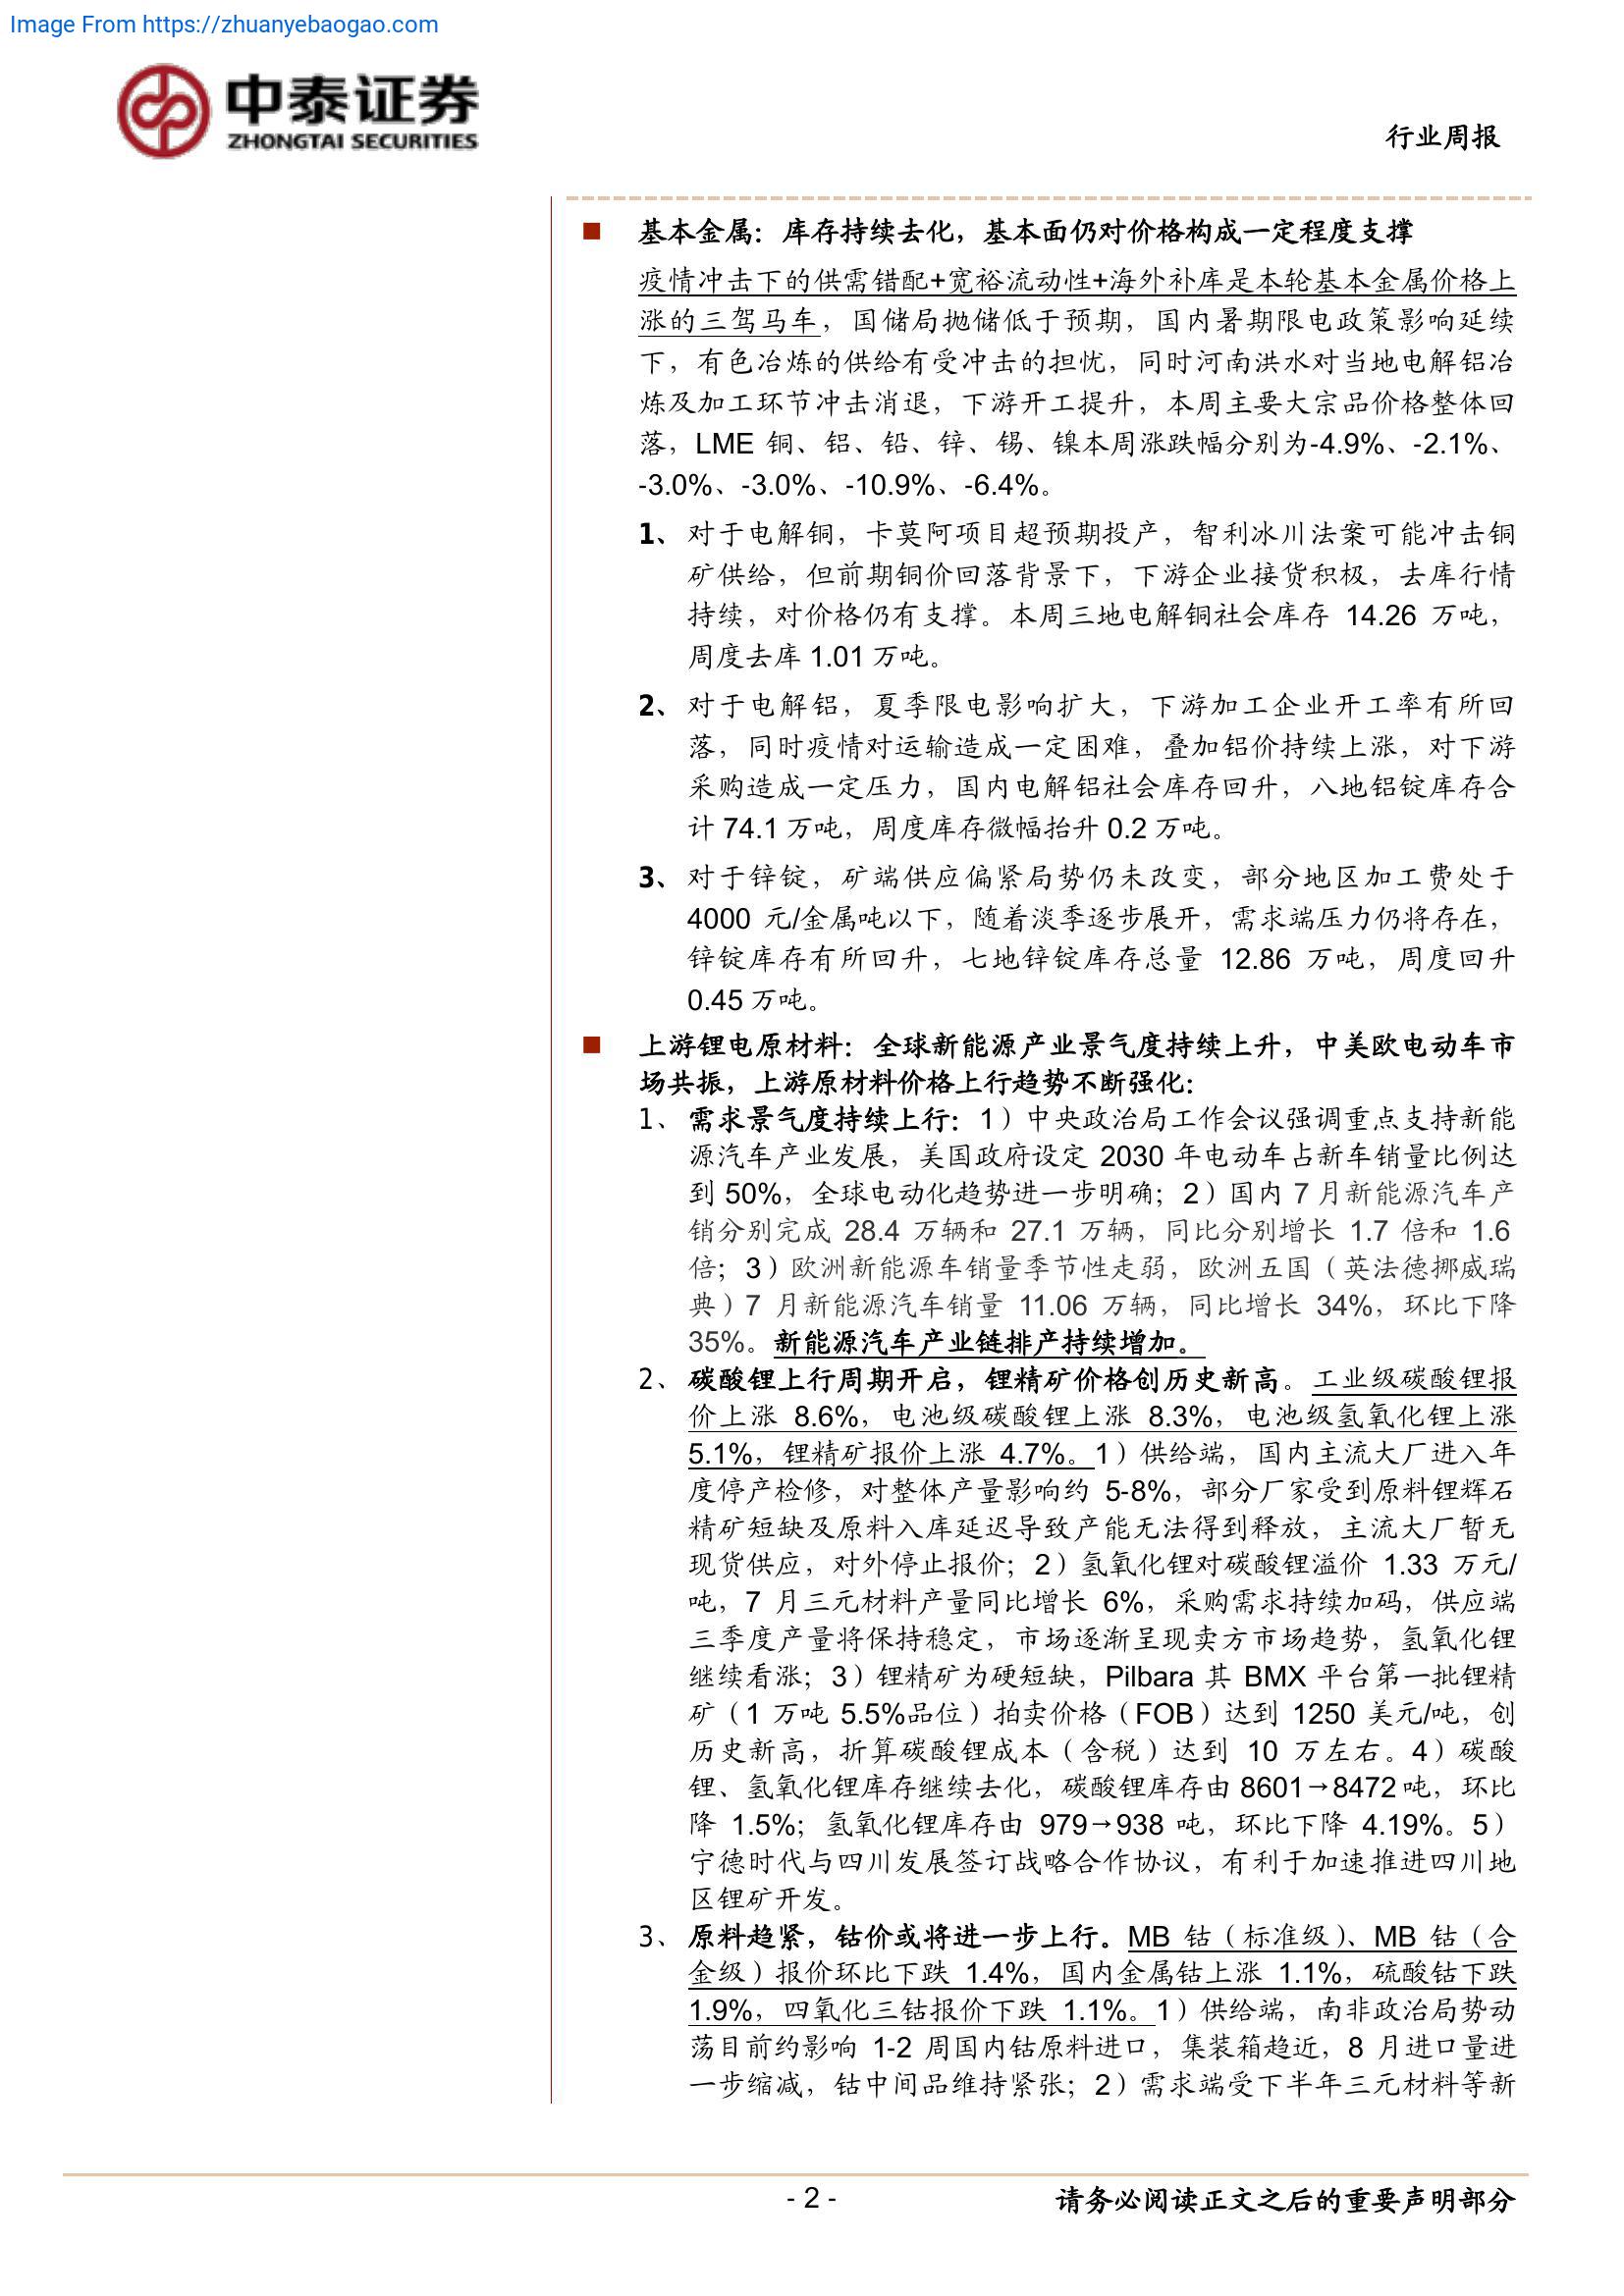 Image From https://zhuanyebaogao.com
中泰证券
ZHONGTAI SECURITIES
行业周报
■ 基本金属：库存持续去化，基本面仍对价格构成一定程度支撑
疫情冲击下的供需错配+宽裕流动性+海外补库是本轮基本金属价格上
涨的三驾马车，国储局抛储低于预期，国内暑期限电政策影响延续
下，有色冶炼的供给有受冲击的担忧，同时河南洪水对当地电解铝冶
炼及加工环节冲击消退，下游开工提升，本周主要大宗品价格整体回
落，LME 铜、铝、铅、锌、锡、镍本周涨跌幅分别为-4.9%、-2.1%、
-3.0%、-3.0%、-10.9%、-6.4%。
1、对于电解铜，卡莫阿项目超预期投产，智利冰川法案可能冲击铜
矿供给，但前期铜价回落背景下，下游企业接货积极，去库行情
持续，对价格仍有支撑。本周三地电解铜社会库存 14.26 万吨，
周度去库 1.01 万吨。
2、对于电解铝，夏季限电影响扩大，下游加工企业开工率有所回
落，同时疫情对运输造成一定困难，叠加铝价持续上涨，对下游
采购造成一定压力，国内电解铝社会库存回升，八地铝锭库存合
计 74.1 万吨，周度库存微幅抬升 0.2 万吨。
3、对于锌锭，矿端供应偏紧局势仍未改变，部分地区加工费处于
4000 元/金属吨以下，随着淡季逐步展开，需求端压力仍将存在，
锌锭库存有所回升，七地锌锭库存总量 12.86 万吨，周度回升
0.45 万吨。
■ 上游锂电原材料：全球新能源产业景气度持续上升，中美欧电动车市
场共振，上游原材料价格上行趋势不断强化：
1、需求景气度持续上行：1）中央政治局工作会议强调重点支持新能
源汽车产业发展，美国政府设定 2030 年电动车占新车销量比例达
到 50%，全球电动化趋势进一步明确；2）国内 7 月新能源汽车产
销分别完成 28.4 万辆和 27.1 万辆，同比分别增长 1.7 倍和 1.6
倍；3）欧洲新能源车销量季节性走弱，欧洲五国（英法德挪威瑞
典）7 月新能源汽车销量 11.06 万辆，同比增长 34%，环比下降
35%。新能源汽车产业链排产持续增加。
2、碳酸锂上行周期开启，锂精矿价格创历史新高。工业级碳酸锂报
价上涨 8.6%，电池级碳酸锂上涨 8.3%，电池级氢氧化锂上涨
5.1%，锂精矿报价上涨 4.7%。1）供给端，国内主流大厂进入年
度停产检修，对整体产量影响约 5-8%，部分厂家受到原料锂辉石
精矿短缺及原料入库延迟导致产能无法得到释放，主流大厂暂无
现货供应，对外停止报价；2）氢氧化锂对碳酸锂溢价 1.33 万元/
吨，7 月三元材料产量同比增长 6%，采购需求持续加码，供应端
三季度产量将保持稳定，市场逐渐呈现卖方市场趋势，氢氧化锂
继续看涨；3）锂精矿为硬短缺，Pilbara 其 BMX 平台第一批锂精
矿（1 万吨 5.5%品位）拍卖价格（FOB）达到 1250 美元/吨，创
历史新高，折算碳酸锂成本（含税）达到 10 万左右。4）碳酸
锂、氢氧化锂库存继续去化，碳酸锂库存由 8601→8472 吨，环比
降 1.5%；氢氧化锂库存由 979→938 吨，环比下降 4.19%。5）
宁德时代与四川发展签订战略合作协议，有利于加速推进四川地
区锂矿开发。
3、原料趋紧，钴价或将进一步上行。MB 钴（标准级）、MB 钴（合
金级）报价环比下跌 1.4%，国内金属钴上涨 1.1%，硫酸钴下跌
1.9%，四氧化三钴报价下跌 1.1%。1）供给端，南非政治局势动
荡目前约影响 1-2 周国内钴原料进口，集装箱趋近，8 月进口量进
一步缩减，钴中间品维持紧张；2）需求端受下半年三元材料等新
- 2 -
请务必阅读正文之后的重要声明部分